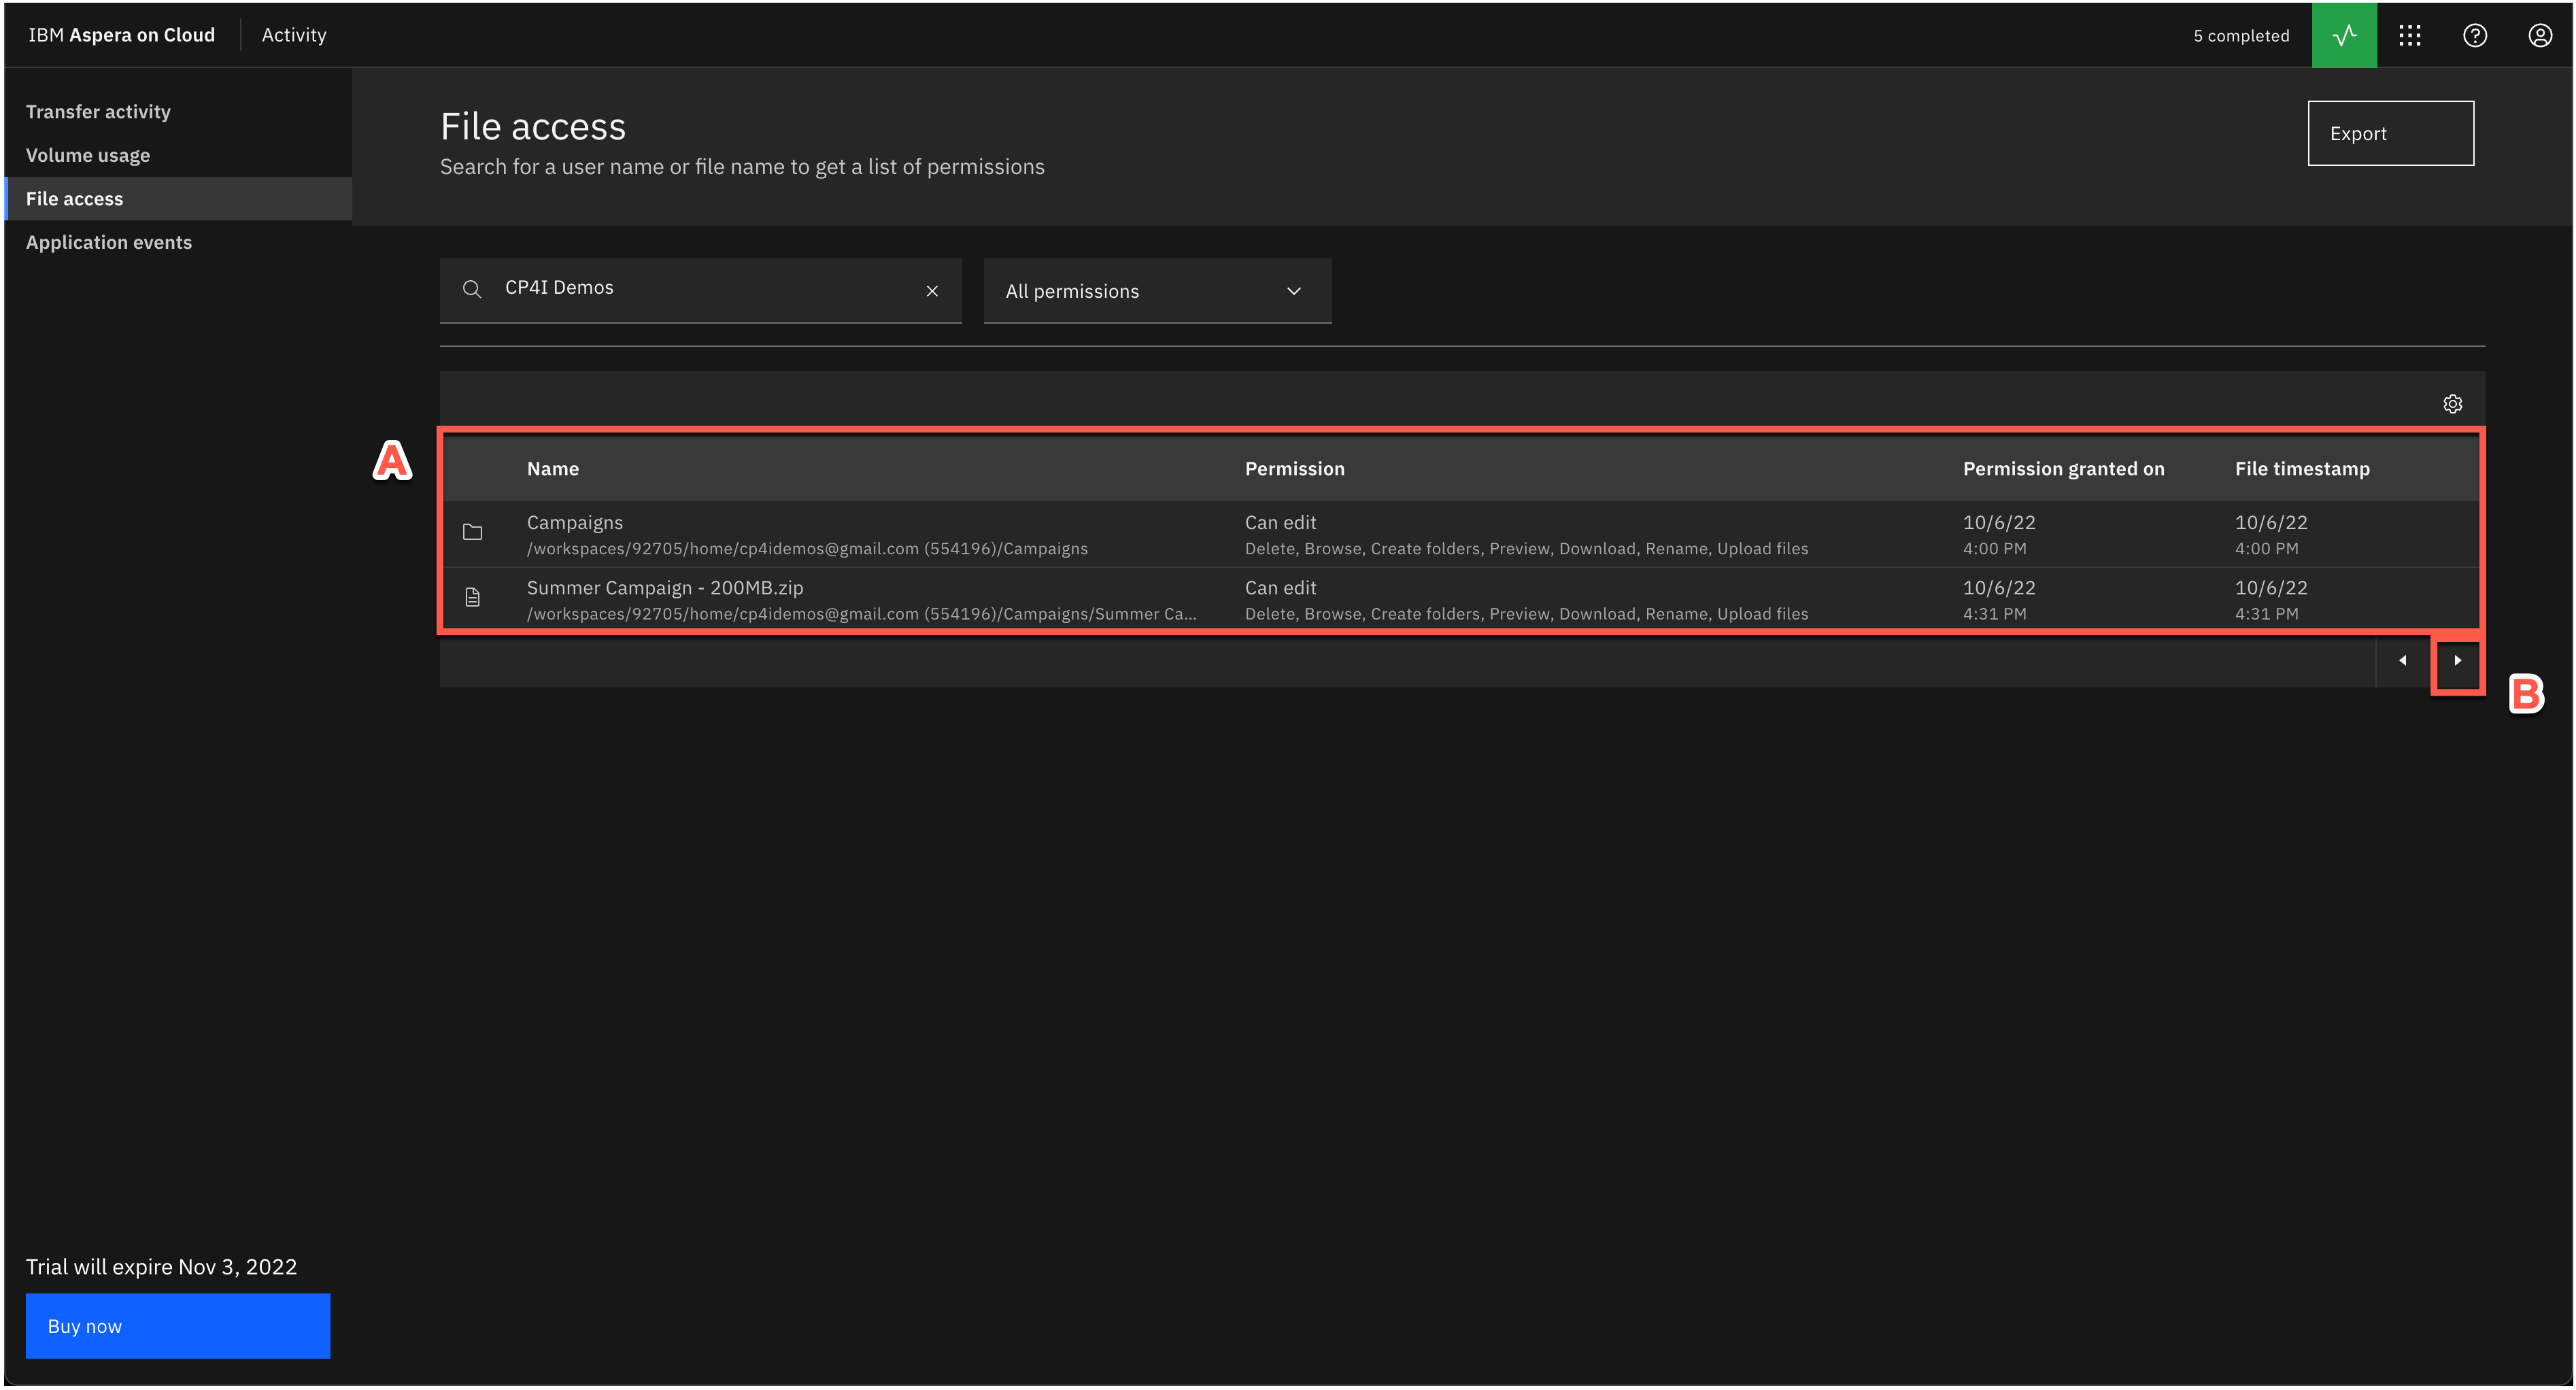 IBM Aspera on Cloud Activity 5 completed
Transfer activity
Volume usage
File access
Application events
File access
Search for a user name or file name to get a list of permissions
Export
CP4I Demos
All permissions
A
Name Permission Permission granted on File timestamp
Campaigns Can edit 10/6/22 10/6/22
/workspaces/92705/home/cp4idemos@gmail.com (554196)/Campaigns Delete, Browse, Create folders, Preview, Download, Rename, Upload files 4:00 PM 4:00 PM
Summer Campaign - 200MB.zip Can edit 10/6/22 10/6/22
/workspaces/92705/home/cp4idemos@gmail.com (554196)/Campaigns/Summer Ca... Delete, Browse, Create folders, Preview, Download, Rename, Upload files 4:31 PM 4:31 PM
B
Trial will expire Nov 3, 2022
Buy now